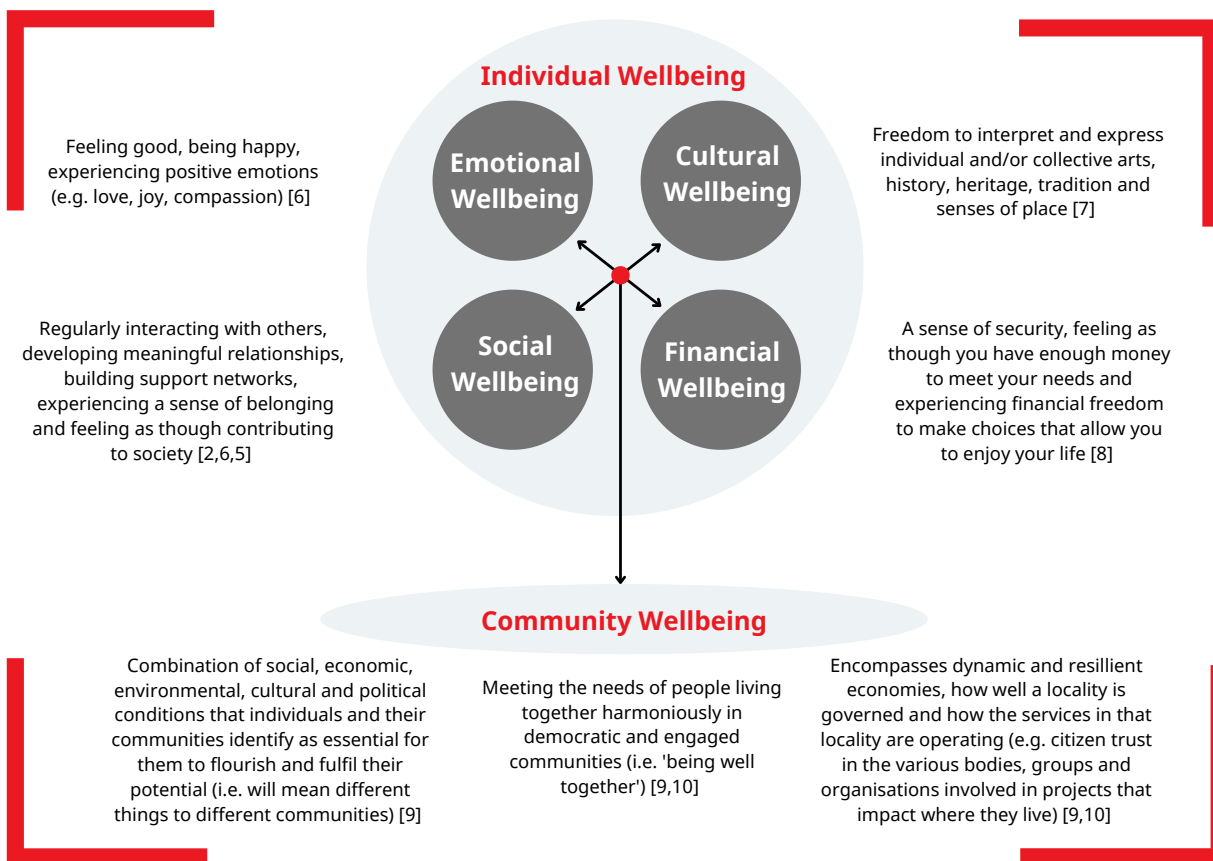 Individual Wellbeing
Emotional
Wellbeing
Cultural
Wellbeing
Feeling good, being happy,
experiencing positive emotions
(e.g. love, joy, compassion) [6]
Freedom to interpret and express
individual and/or collective arts,
history, heritage, tradition and
senses of place [7]
Social
Wellbeing
Financial
Wellbeing
Regularly interacting with others,
developing meaningful relationships,
building support networks,
experiencing a sense of belonging
and feeling as though contributing
to society [2,6,5]
A sense of security, feeling as
though you have enough money
to meet your needs and
experiencing financial freedom
to make choices that allow you
to enjoy your life [8]
Community Wellbeing
Combination of social, economic,
environmental, cultural and political
conditions that individuals and their
communities identify as essential for
them to flourish and fulfil their
potential (i.e. will mean different
things to different communities) [9]
Meeting the needs of people living
together harmoniously in
democratic and engaged
communities (i.e. 'being well
together') [9,10]
Encompasses dynamic and resillient
economies, how well a locality is
governed and how the services in that
locality are operating (e.g. citizen trust
in the various bodies, groups and
organisations involved in projects that
impact where they live) [9,10]